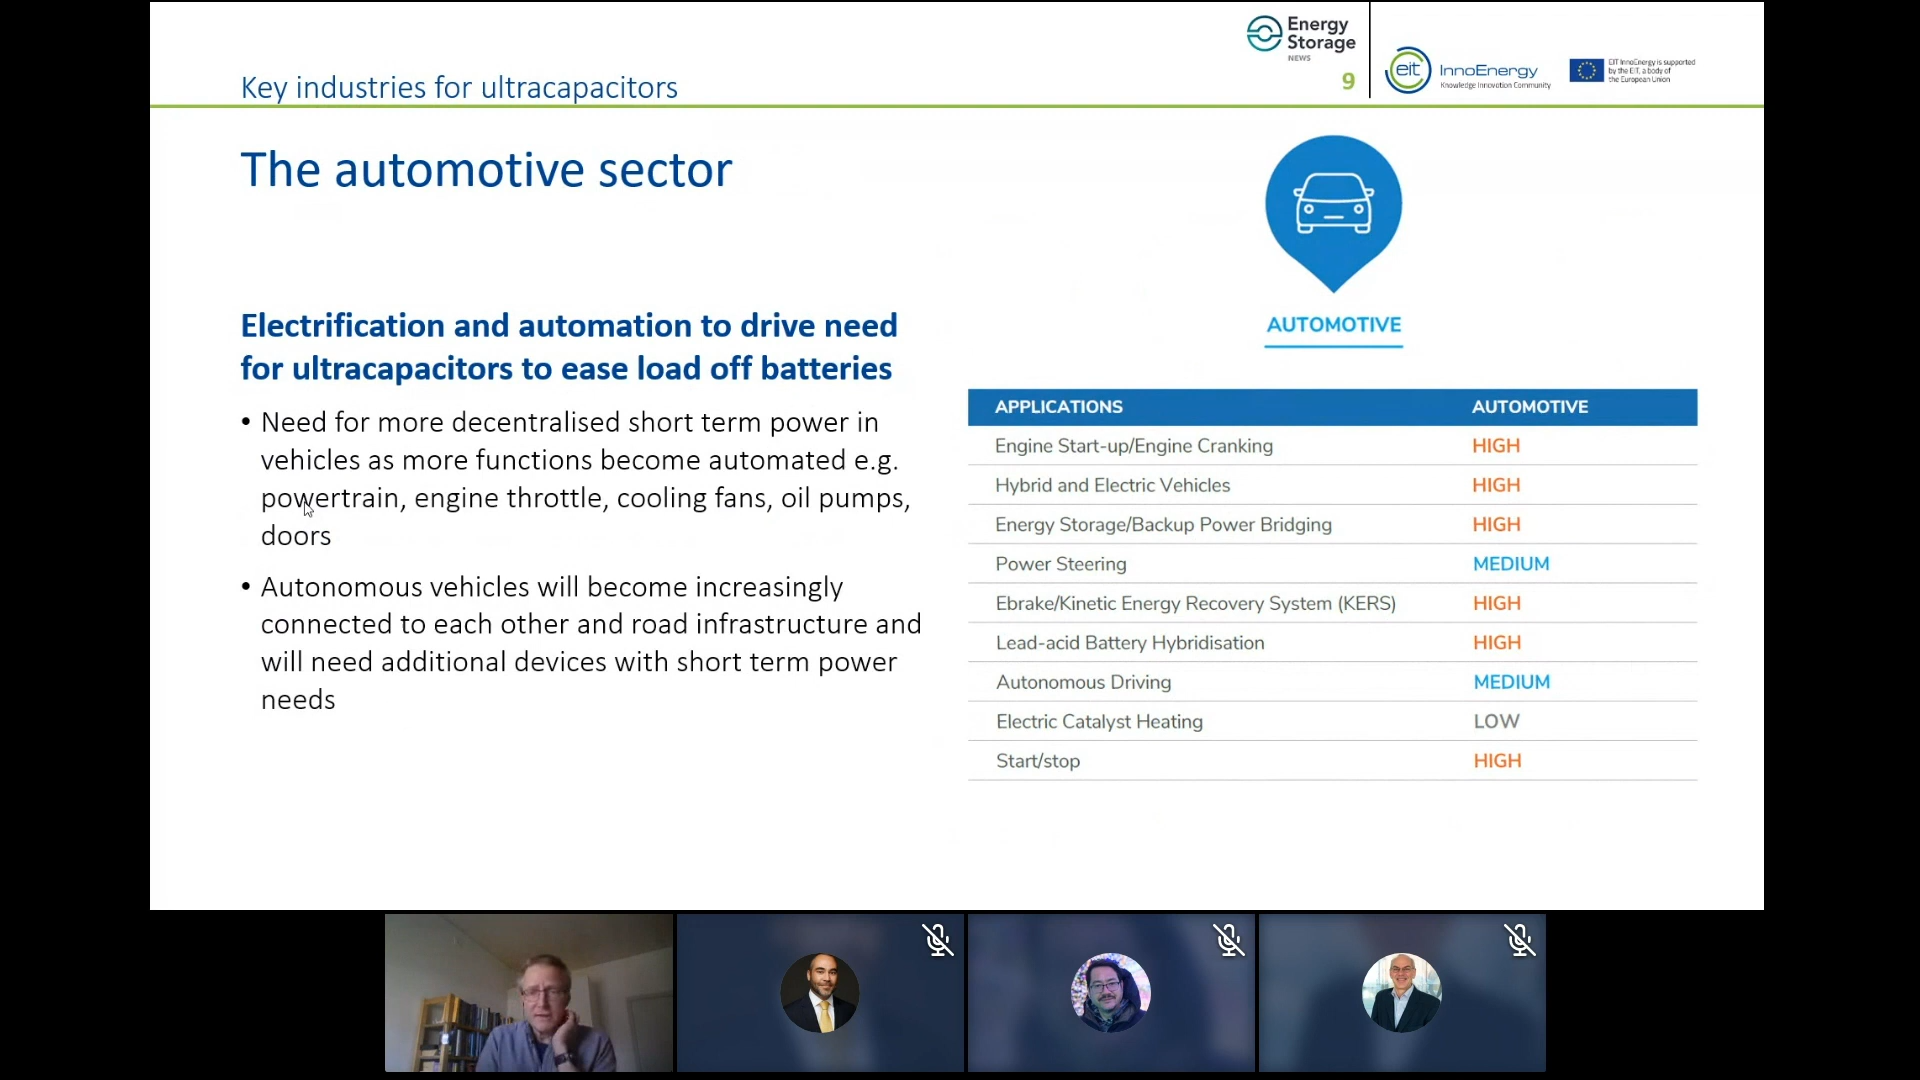 Energy
Storage
NEWS
9
eit
InnoEnergy
Knowledge Innovation Community
EIT InnoEnergy is supported
by the EIT, a body of
the European Union
Key industries for ultracapacitors
The automotive sector
Electrification and automation to drive need
for ultracapacitors to ease load off batteries
• Need for more decentralised short term power in
vehicles as more functions become automated e.g.
powertrain, engine throttle, cooling fans, oil pumps,
doors
• Autonomous vehicles will become increasingly
connected to each other and road infrastructure and
will need additional devices with short term power
needs
AUTOMOTIVE
APPLICATIONS AUTOMOTIVE
Engine Start-up/Engine Cranking HIGH
Hybrid and Electric Vehicles HIGH
Energy Storage/Backup Power Bridging HIGH
Power Steering MEDIUM
Ebrake/Kinetic Energy Recovery System (KERS) HIGH
Lead-acid Battery Hybridisation HIGH
Autonomous Driving MEDIUM
Electric Catalyst Heating LOW
Start/stop HIGH